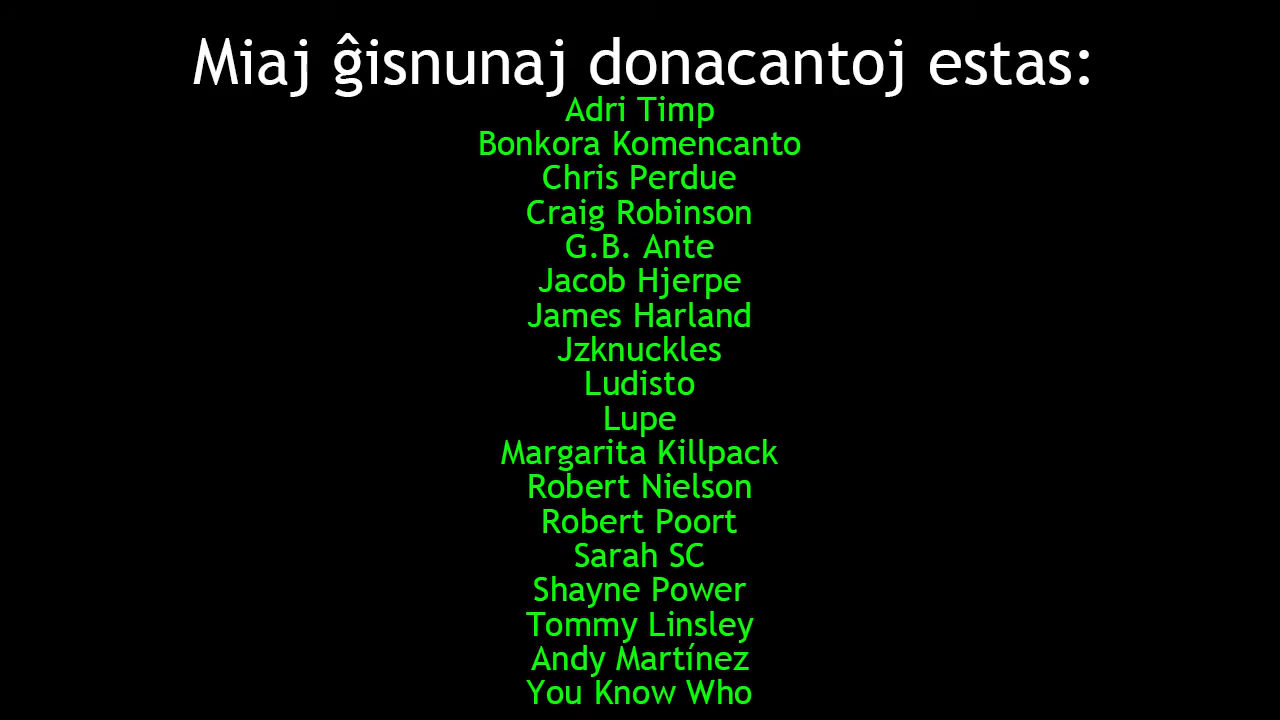 Miaj ĝisnunaj donacantoj estas:
Adri Timp
Bonkora Komencanto
Chris Perdue
Craig Robinson
G.B. Ante
Jacob Hjerpe
James Harland
Jzknuckles
Ludisto
Lupe
Margarita Killpack
Robert Nielson
Robert Poort
Sarah SC
Shayne Power
Tommy Linsley
Andy Martínez
You Know Who